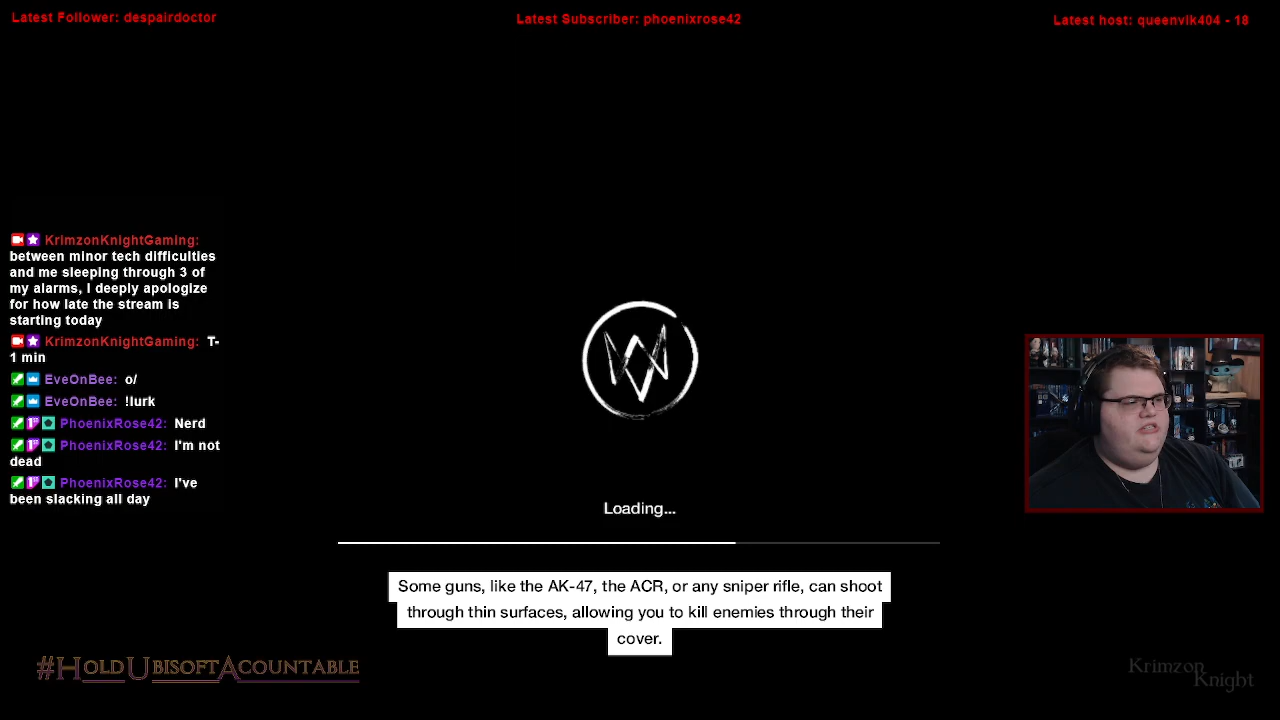 Latest Follower: despairdoctor
Latest Subscriber: phoenixrose42
Latest host: queenvik404 - 18
KrimzonKnightGaming:
between minor tech difficulties
and me sleeping through 3 of
my alarms, I deeply apologize
for how late the stream is
starting today
KrimzonKnightGaming: T-
1 min
EveOnBee: o/
EveOnBee: !lurk
PhoenixRose42: Nerd
PhoenixRose42: I'm not
dead
PhoenixRose42: I've
been slacking all day
Loading...
Some guns, like the AK-47, the ACR, or any sniper rifle, can shoot
through thin surfaces, allowing you to kill enemies through their
cover.
#HoldUbisoftAcountable
Krimzon
Knight